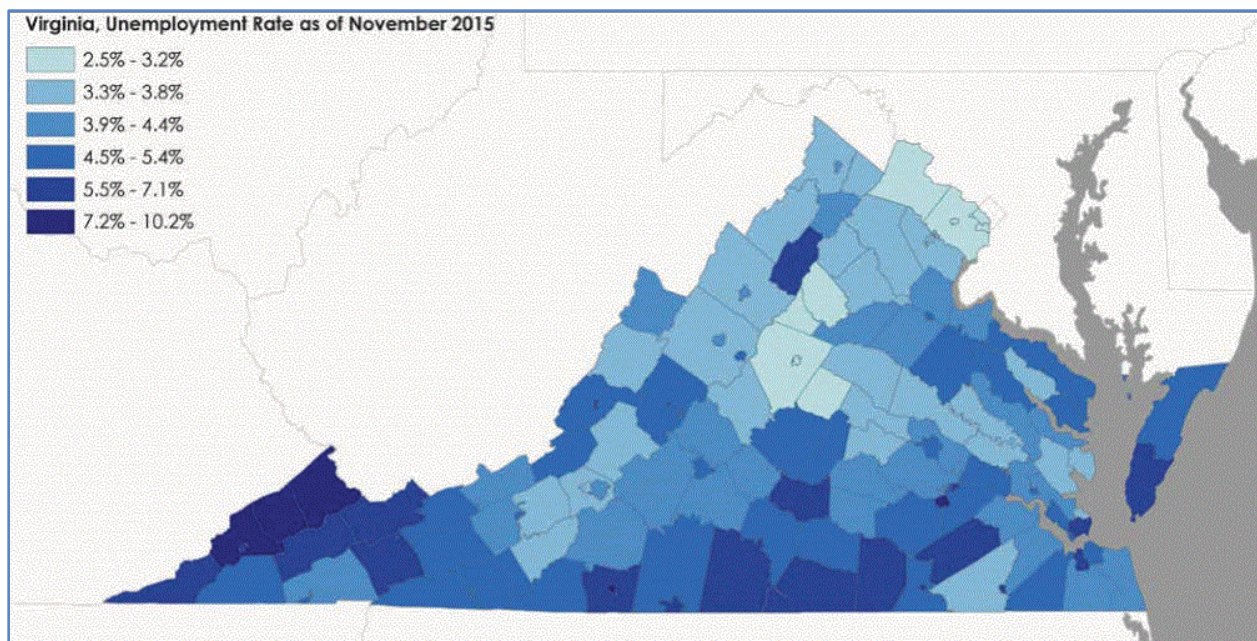 Virginia, Unemployment Rate as of November 2015
2.5% - 3.2%
3.3% - 3.8%
3.9% - 4.4%
4.5% - 5.4%
5.5% - 7.1%
7.2% - 10.2%